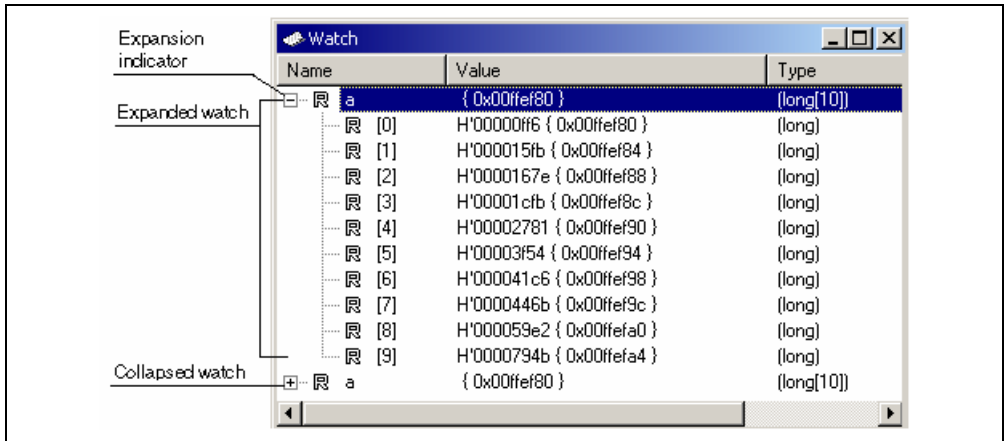 Expansion
indicator
Expanded watch
Collapsed watch
Watch
Name Value Type
R a { 0x00ffef80 } (long[10])
R [0] H'00000ff6 { 0x00ffef80 } (long)
R [1] H'000015fb { 0x00ffef84 } (long)
R [2] H'0000167e { 0x00ffef88 } (long)
R [3] H'00001cfb { 0x00ffef8c } (long)
R [4] H'00002781 { 0x00ffef90 } (long)
R [5] H'00003f54 { 0x00ffef94 } (long)
R [6] H'000041c6 { 0x00ffef98 } (long)
R [7] H'0000446b { 0x00ffef9c } (long)
R [8] H'000059e2 { 0x00ffefa0 } (long)
R [9] H'0000794b { 0x00ffefa4 } (long)
R a { 0x00ffef80 } (long[10])